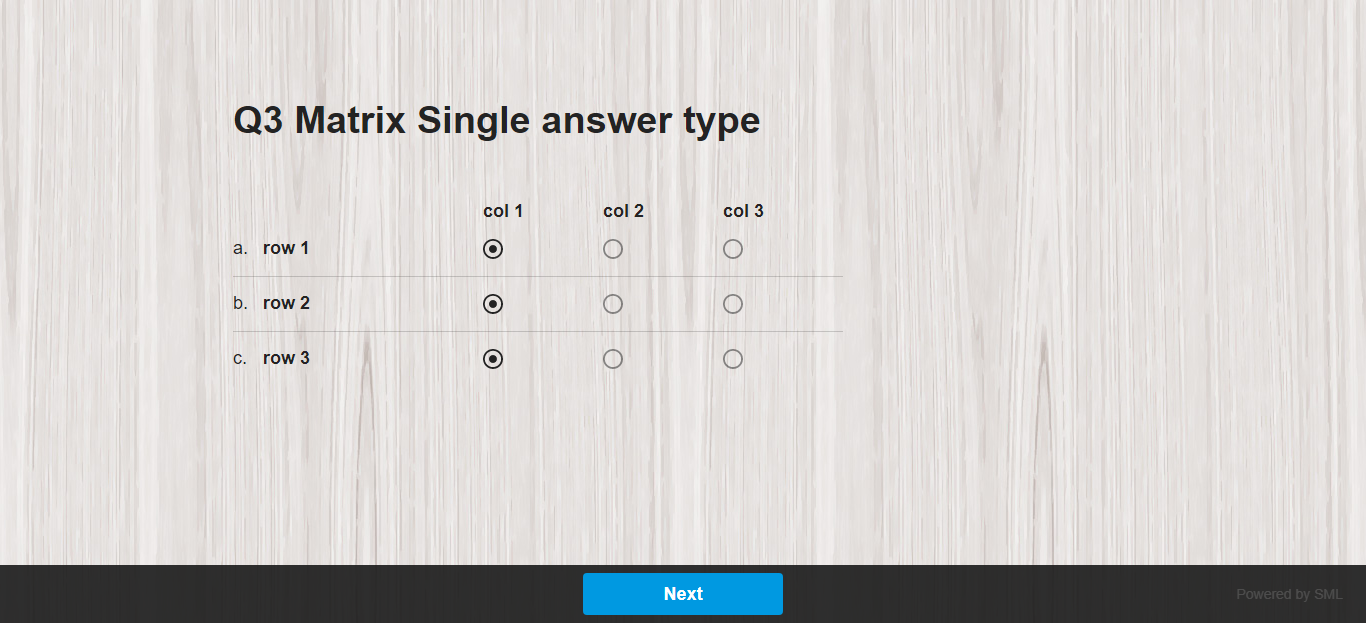 Q3 Matrix Single answer type
col 1 col 2 col 3
a. row 1
b. row 2
c. row 3
Next
Powered by SML